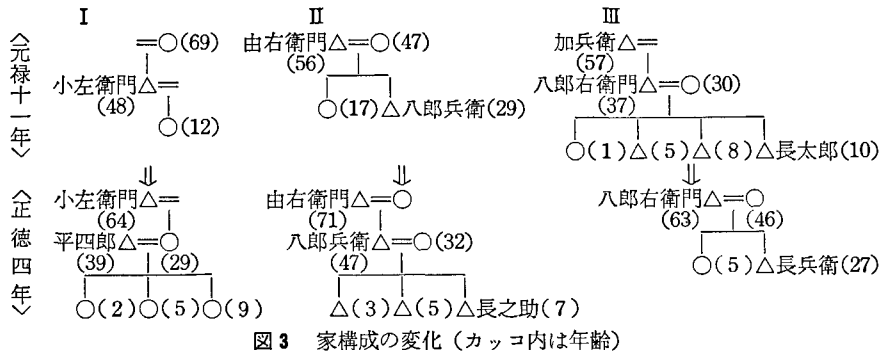 I II III
〈元禄十一年〉
＝○(69) 由右衛門△＝○(47) 加兵衛△＝
(56) (57)
小左衛門△＝ 八郎右衛門△＝○(30)
(48) (37)
○(12) ○(17)△八郎兵衛(29)
○(1)△(5)△(8)△長太郎(10)
⇓ ⇓ ⇓
〈正徳四年〉
小左衛門△＝ 由右衛門△＝○ 八郎右衛門△＝○
(64) (71) (63) (46)
平四郎△＝○ 八郎兵衛△＝○(32)
(39) (29) (47) ○(5)△長兵衛(27)
○(2)○(5)○(9) △(3)△(5)△長之助(7)
図3 家構成の変化（カッコ内は年齢）